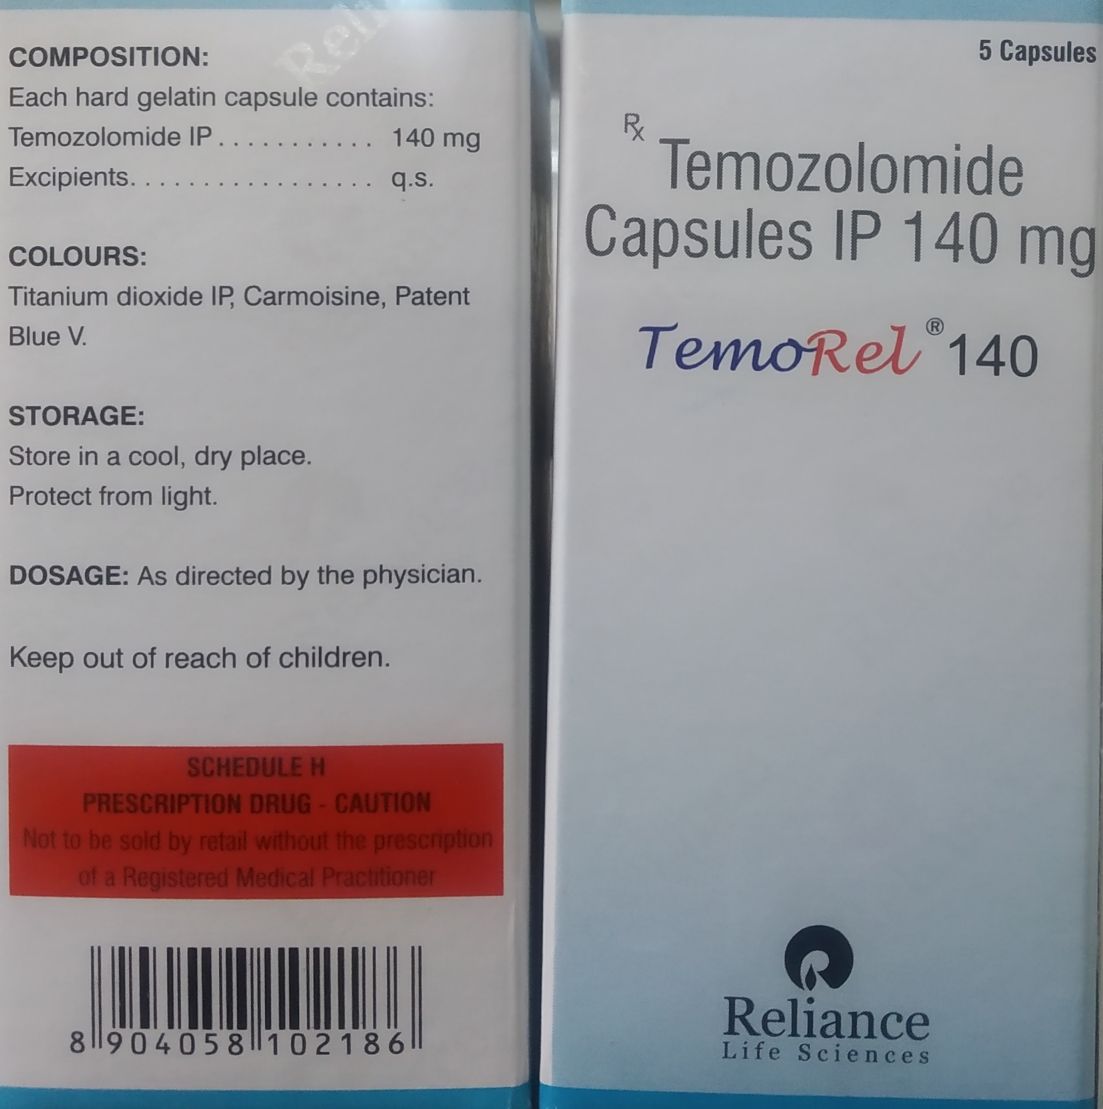 COMPOSITION:
Each hard gelatin capsule contains:
Temozolomide IP........... 140 mg
Excipients................. q.s.
COLOURS:
Titanium dioxide IP, Carmoisine, Patent
Blue V.
STORAGE:
Store in a cool, dry place.
Protect from light.
DOSAGE: As directed by the physician.
Keep out of reach of children.
SCHEDULE H
PRESCRIPTION DRUG - CAUTION
Not to be sold by retail without the prescription
of a Registered Medical Practitioner
8 904058 102186
5 Capsules
Rx
Temozolomide
Capsules IP 140 mg
TemoRel® 140
Reliance
Life Sciences